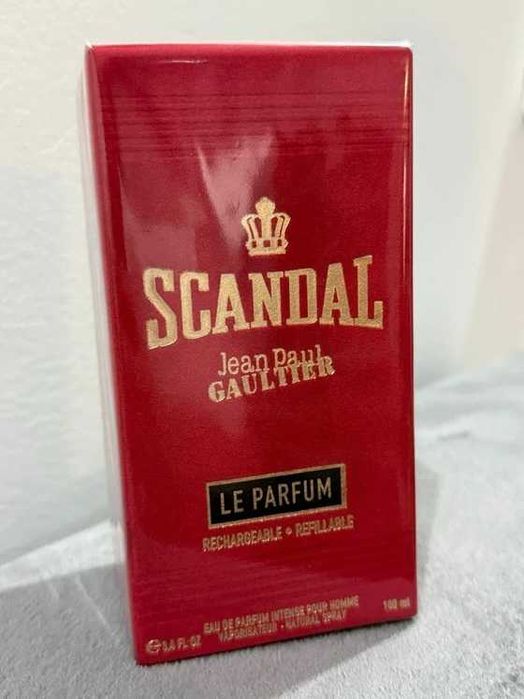 SCANDAL
Jean Paul
GAULTIER
LE PARFUM
RECHARGEABLE • REFILLABLE
EAU DE PARFUM INTENSE POUR HOMME
VAPORISATEUR - NATURAL SPRAY
℮ 3,4 FL OZ
100 ml